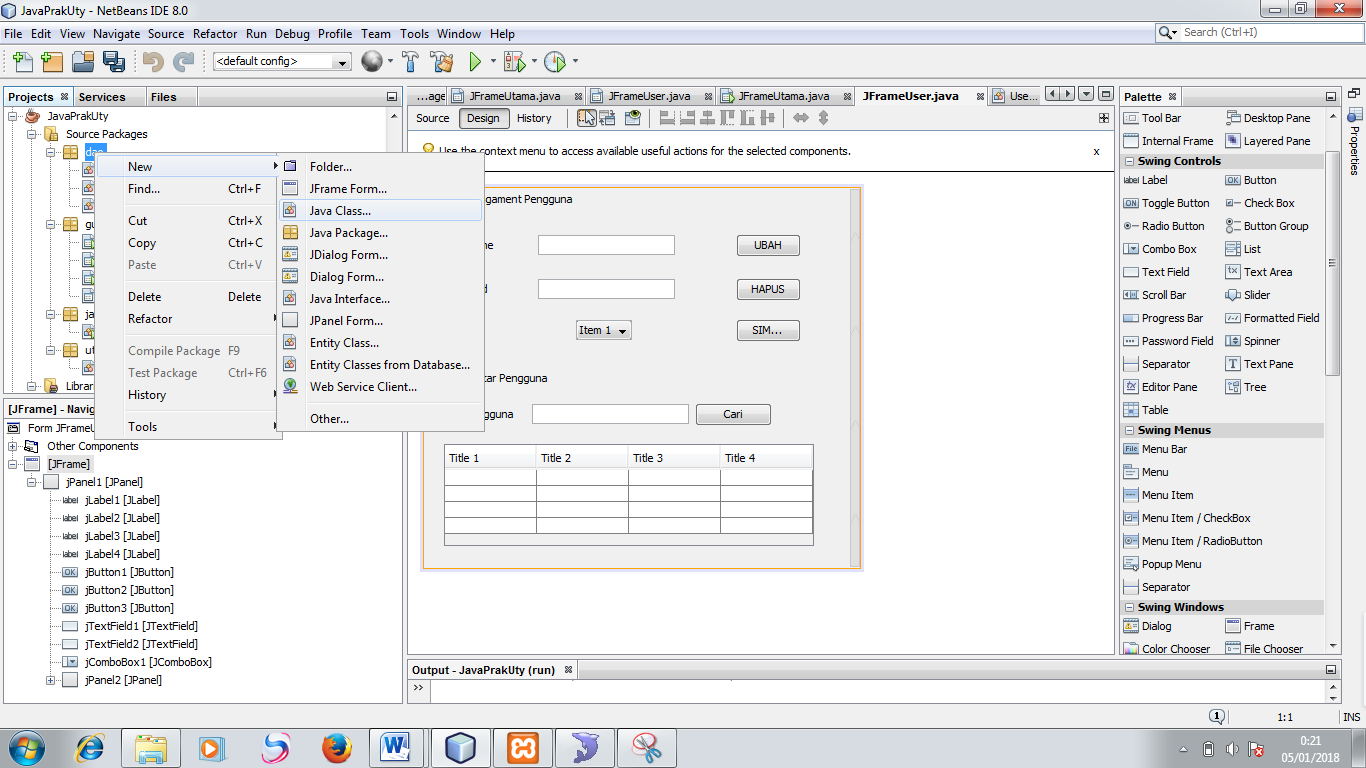 JavaPrakUty - NetBeans IDE 8.0
File Edit View Navigate Source Refactor Run Debug Profile Team Tools Window Help
Search (Ctrl+I)
<default config>
Projects Services Files
JavaPrakUty
Source Packages
dao
gu
ja
ut
Librar
New
Find... Ctrl+F
Cut Ctrl+X
Copy Ctrl+C
Paste Ctrl+V
Delete Delete
Refactor
Compile Package F9
Test Package Ctrl+F6
History
Tools
Folder...
JFrame Form...
Java Class...
Java Package...
JDialog Form...
Dialog Form...
Java Interface...
JPanel Form...
Entity Class...
Entity Classes from Database...
Web Service Client...
Other...
[JFrame] - Navig
Form JFrameU
Other Components
[JFrame]
jPanel1 [JPanel]
jLabel1 [JLabel]
jLabel2 [JLabel]
jLabel3 [JLabel]
jLabel4 [JLabel]
jButton1 [JButton]
jButton2 [JButton]
jButton3 [JButton]
jTextField1 [JTextField]
jTextField2 [JTextField]
jComboBox1 [JComboBox]
jPanel2 [JPanel]
...age JFrameUtama.java JFrameUser.java JFrameUtama.java JFrameUser.java Use...
Source Design History
Use the context menu to access available useful actions for the selected components. x
gament Pengguna
me UBAH
d HAPUS
Item 1 SIM...
tar Pengguna
gguna Cari
Title 1 Title 2 Title 3 Title 4
Output - JavaPrakUty (run)
Palette
Tool Bar Desktop Pane
Internal Frame Layered Pane
Swing Controls
Label Button
Toggle Button Check Box
Radio Button Button Group
Combo Box List
Text Field Text Area
Scroll Bar Slider
Progress Bar Formatted Field
Password Field Spinner
Separator Text Pane
Editor Pane Tree
Table
Swing Menus
Menu Bar
Menu
Menu Item
Menu Item / CheckBox
Menu Item / RadioButton
Popup Menu
Separator
Swing Windows
Dialog Frame
Color Chooser File Chooser
Properties
1 1:1 INS
0:21
05/01/2018